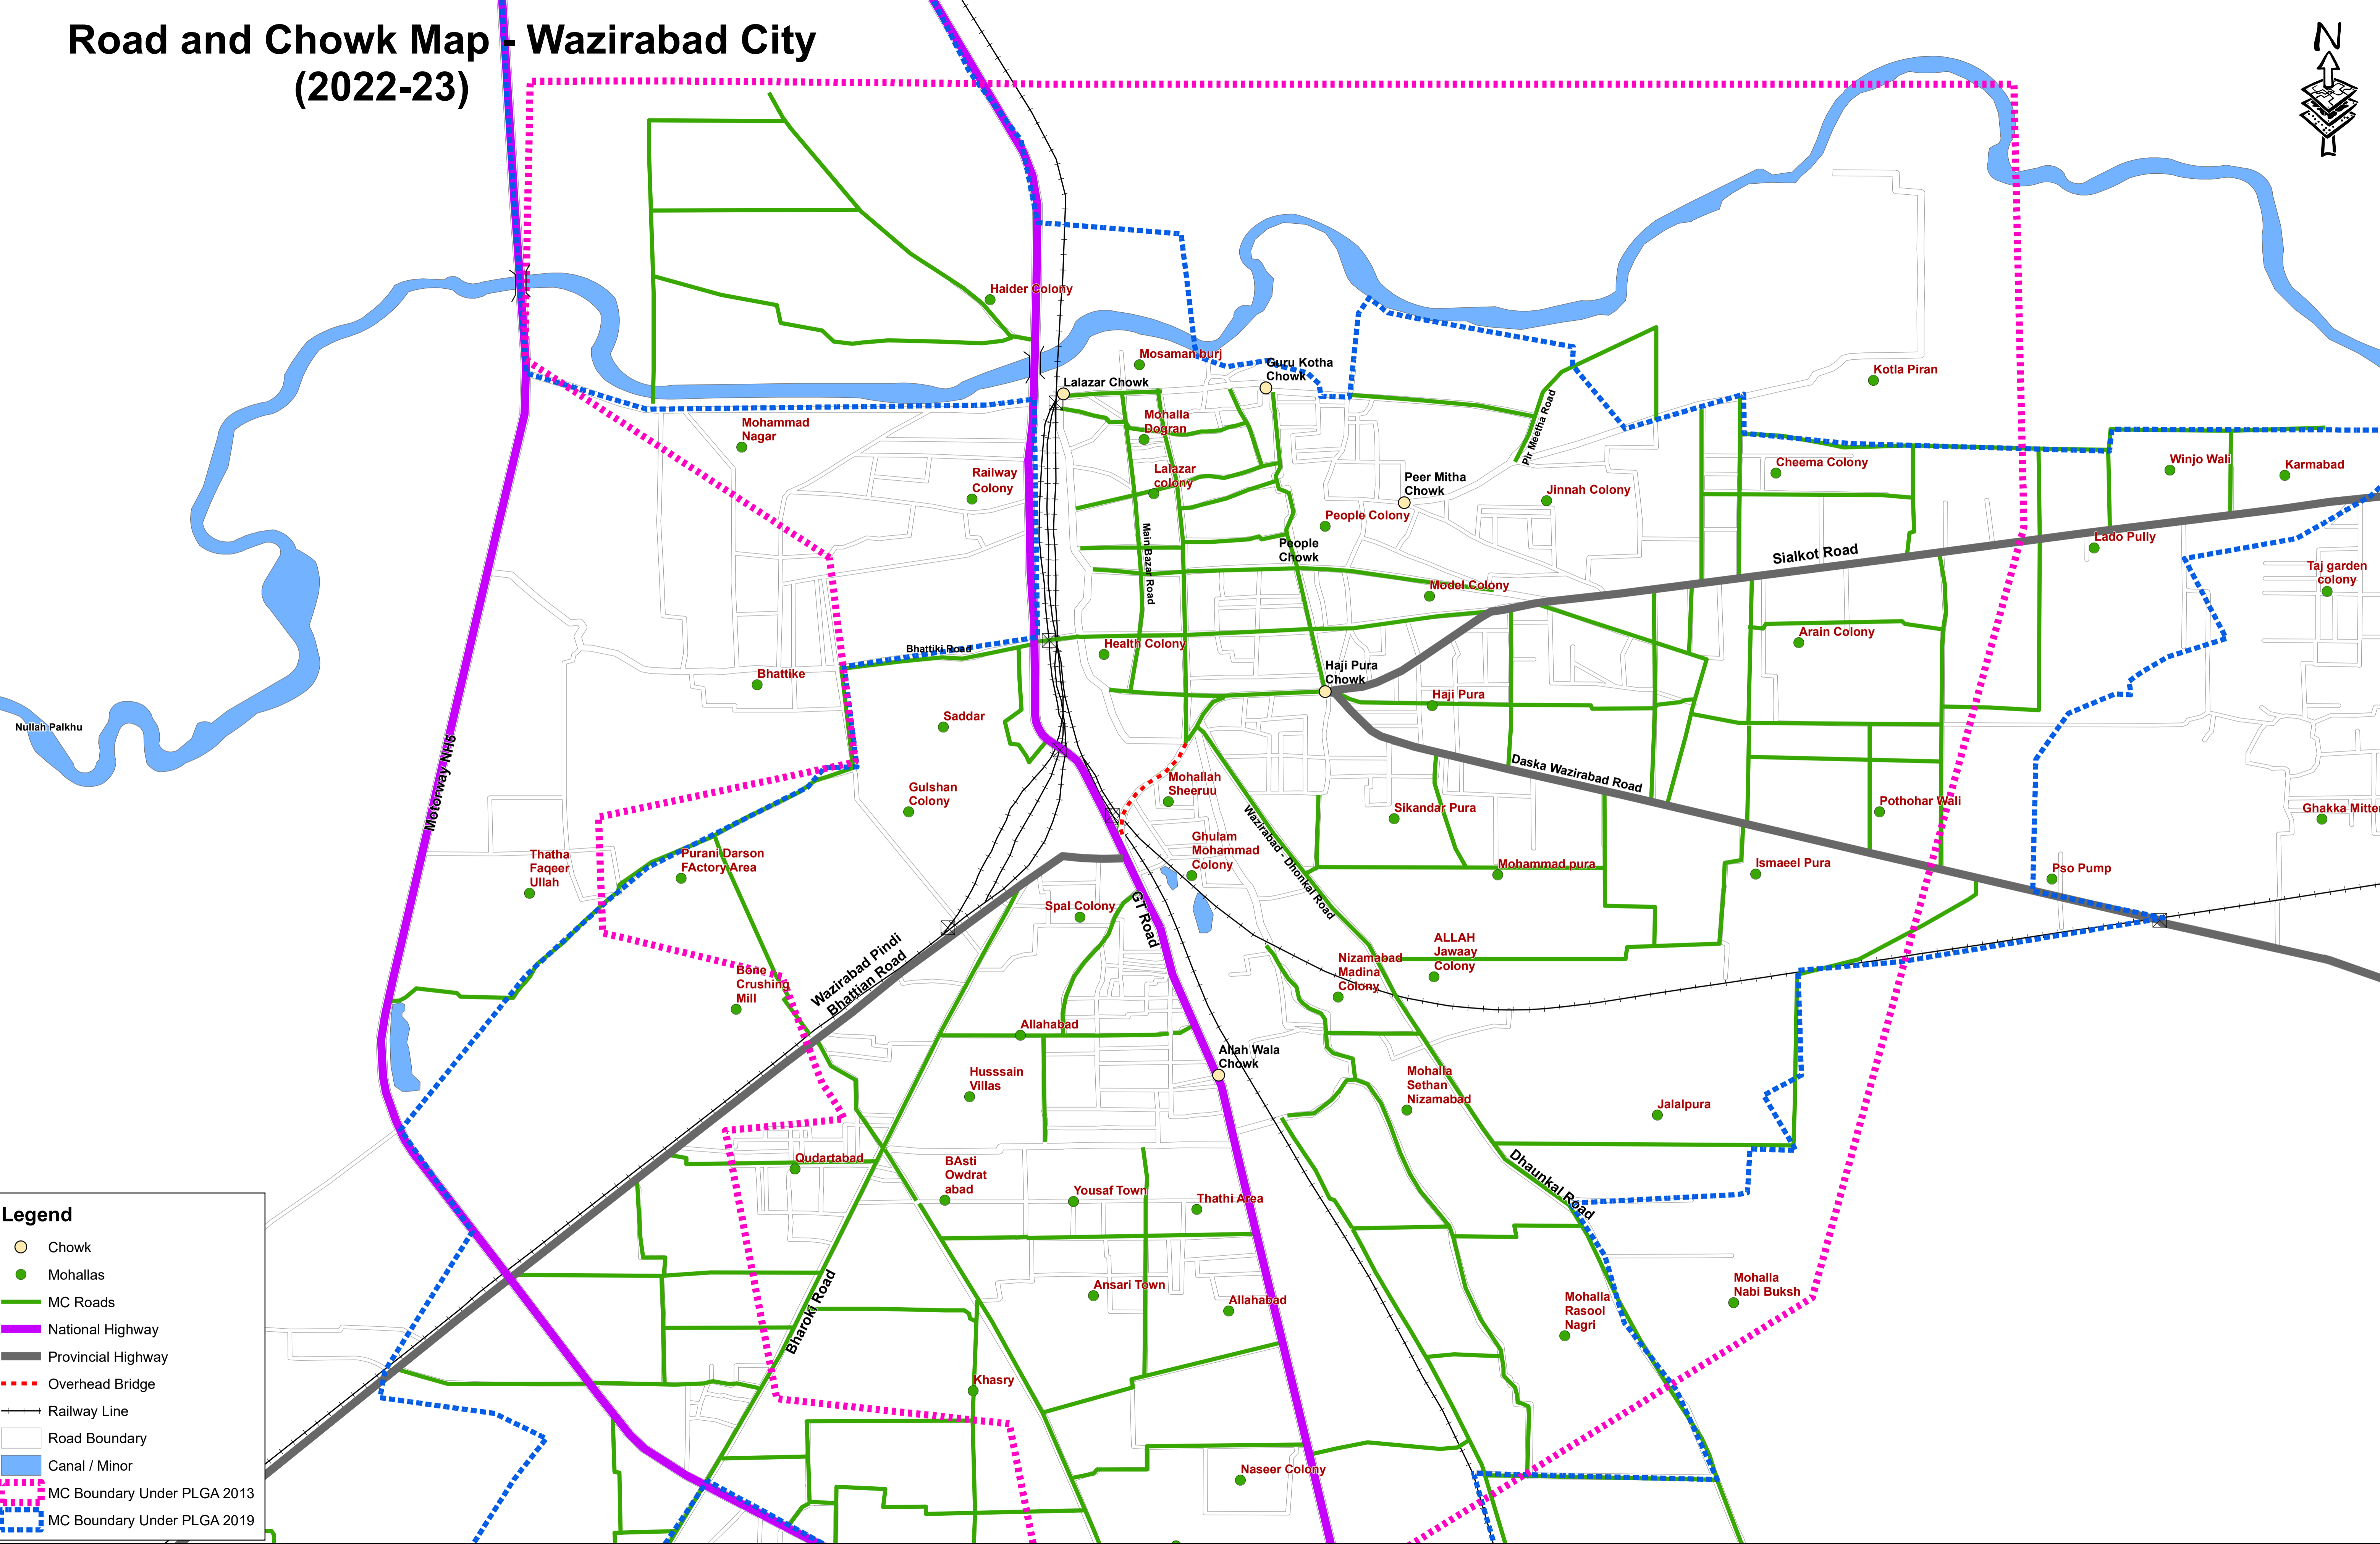 Road and Chowk Map - Wazirabad City
(2022-23)
N
Haider Colony
Mosaman burj
Guru Kotha
Chowk
Lalazar Chowk
Kotla Piran
Mohammad
Nagar
Mohalla
Dogran
Pir Meetha Road
Railway
Colony
Lalazar
colony
Peer Mitha
Chowk
Jinnah Colony
Cheema Colony
Winjo Wali
Karmabad
People Colony
People
Chowk
Main Bazar Road
Sialkot Road
Lado Pully
Taj garden
colony
Model Colony
Bhattiki Road
Health Colony
Arain Colony
Bhattike
Haji Pura
Chowk
Haji Pura
Saddar
Nullah Palkhu
Motorway NH5
Gulshan
Colony
Mohallah
Sheeruu
Daska Wazirabad Road
Sikandar Pura
Pothohar Wali
Ghakka Mitter
Wazirabad - Dhonkal Road
Thatha
Faqeer
Ullah
Purani Darson
FActory Area
Ghulam
Mohammad
Colony
Mohammad pura
Ismaeel Pura
Pso Pump
Spal Colony
GT Road
Wazirabad Pindi
Bhattian Road
Bone
Crushing
Mill
Nizamabad
Madina
Colony
ALLAH
Jawaay
Colony
Allahabad
Allah Wala
Chowk
Husssain
Villas
Mohalla
Sethan
Nizamabad
Jalalpura
Qudartabad
BAsti
Owdrat
abad
Yousaf Town
Thathi Area
Dhaunkal Road
Bharoki Road
Ansari Town
Allahabad
Mohalla
Rasool
Nagri
Mohalla
Nabi Buksh
Khasry
Naseer Colony
Legend
Chowk
Mohallas
MC Roads
National Highway
Provincial Highway
Overhead Bridge
Railway Line
Road Boundary
Canal / Minor
MC Boundary Under PLGA 2013
MC Boundary Under PLGA 2019